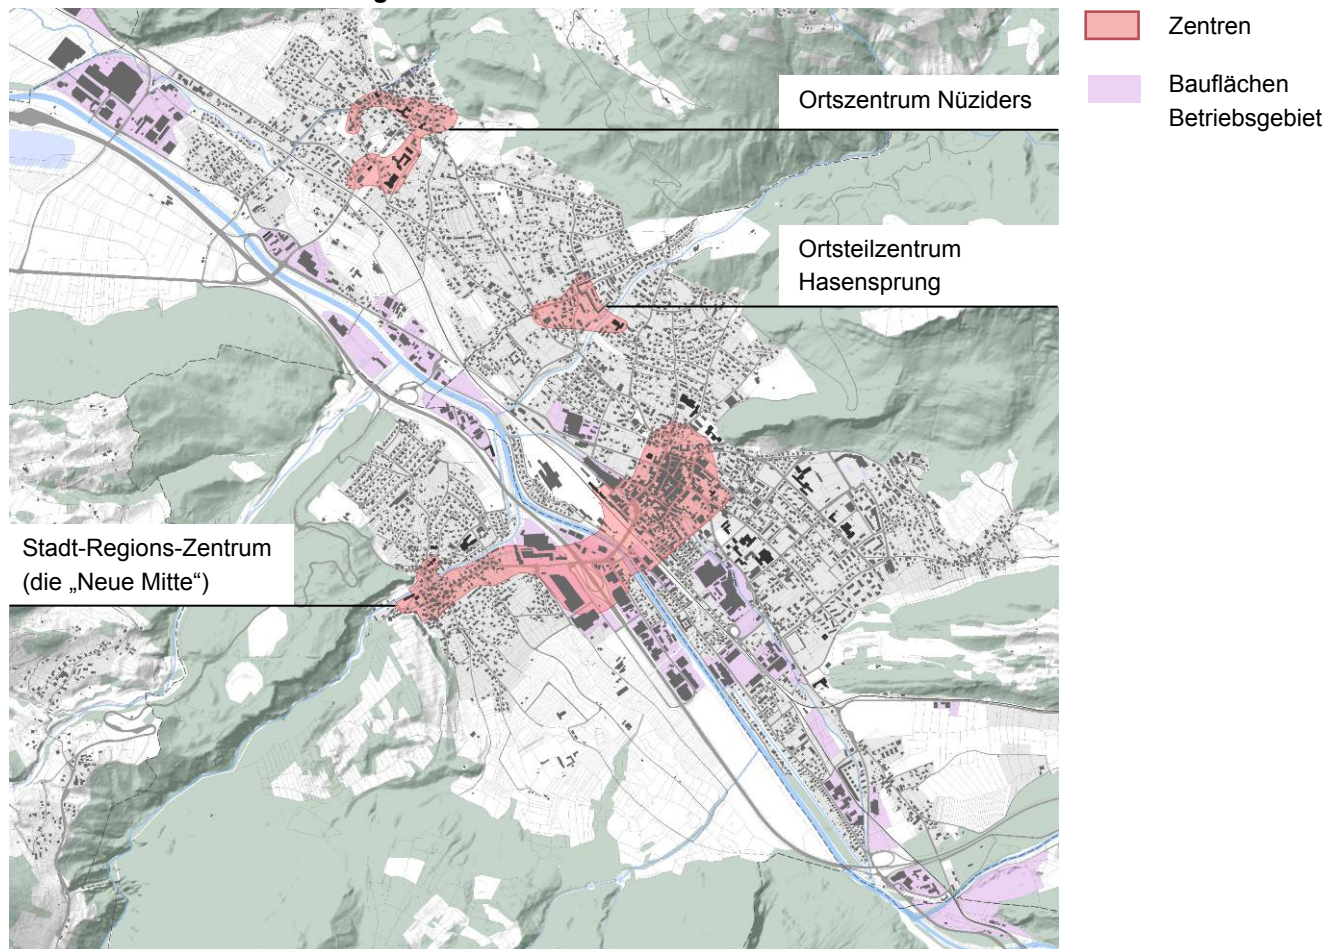 Zentren
Bauflächen
Betriebsgebiet
Ortszentrum Nüziders
Ortsteilzentrum
Hasensprung
Stadt-Regions-Zentrum
(die „Neue Mitte“)